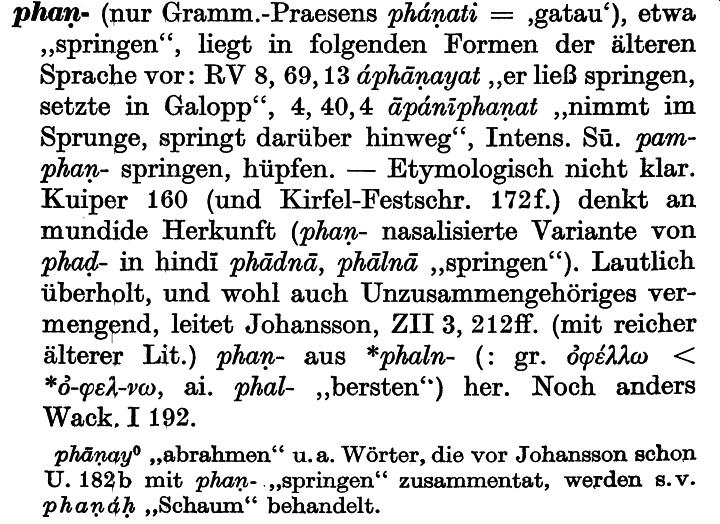 phaṇ- (nur Gramm.-Praesens pháṇati = ‚gatau‘), etwa
„springen“, liegt in folgenden Formen der älteren
Sprache vor: RV 8, 69, 13 áphāṇayat „er ließ springen,
setzte in Galopp“, 4, 40, 4 āpánīphaṇat „nimmt im
Sprunge, springt darüber hinweg“, Intens. Sū. pam-
phaṇ- springen, hüpfen. — Etymologisch nicht klar.
Kuiper 160 (und Kirfel-Festschr. 172f.) denkt an
mundide Herkunft (phaṇ- nasalisierte Variante von
phaḍ- in hindī phādnā, phālnā „springen“). Lautlich
überholt, und wohl auch Unzusammengehöriges ver-
mengend, leitet Johansson, ZII 3, 212ff. (mit reicher
älterer Lit.) phaṇ- aus *phaln- (: gr. ὀφέλλω <
*ὀ-φελ-νω, ai. phal- „bersten“) her. Noch anders
Wack. I 192.
phāṇay⁰ „abrahmen“ u. a. Wörter, die vor Johansson schon
U. 182b mit phaṇ- „springen“ zusammentat, werden s. v.
phaṇáḥ „Schaum“ behandelt.